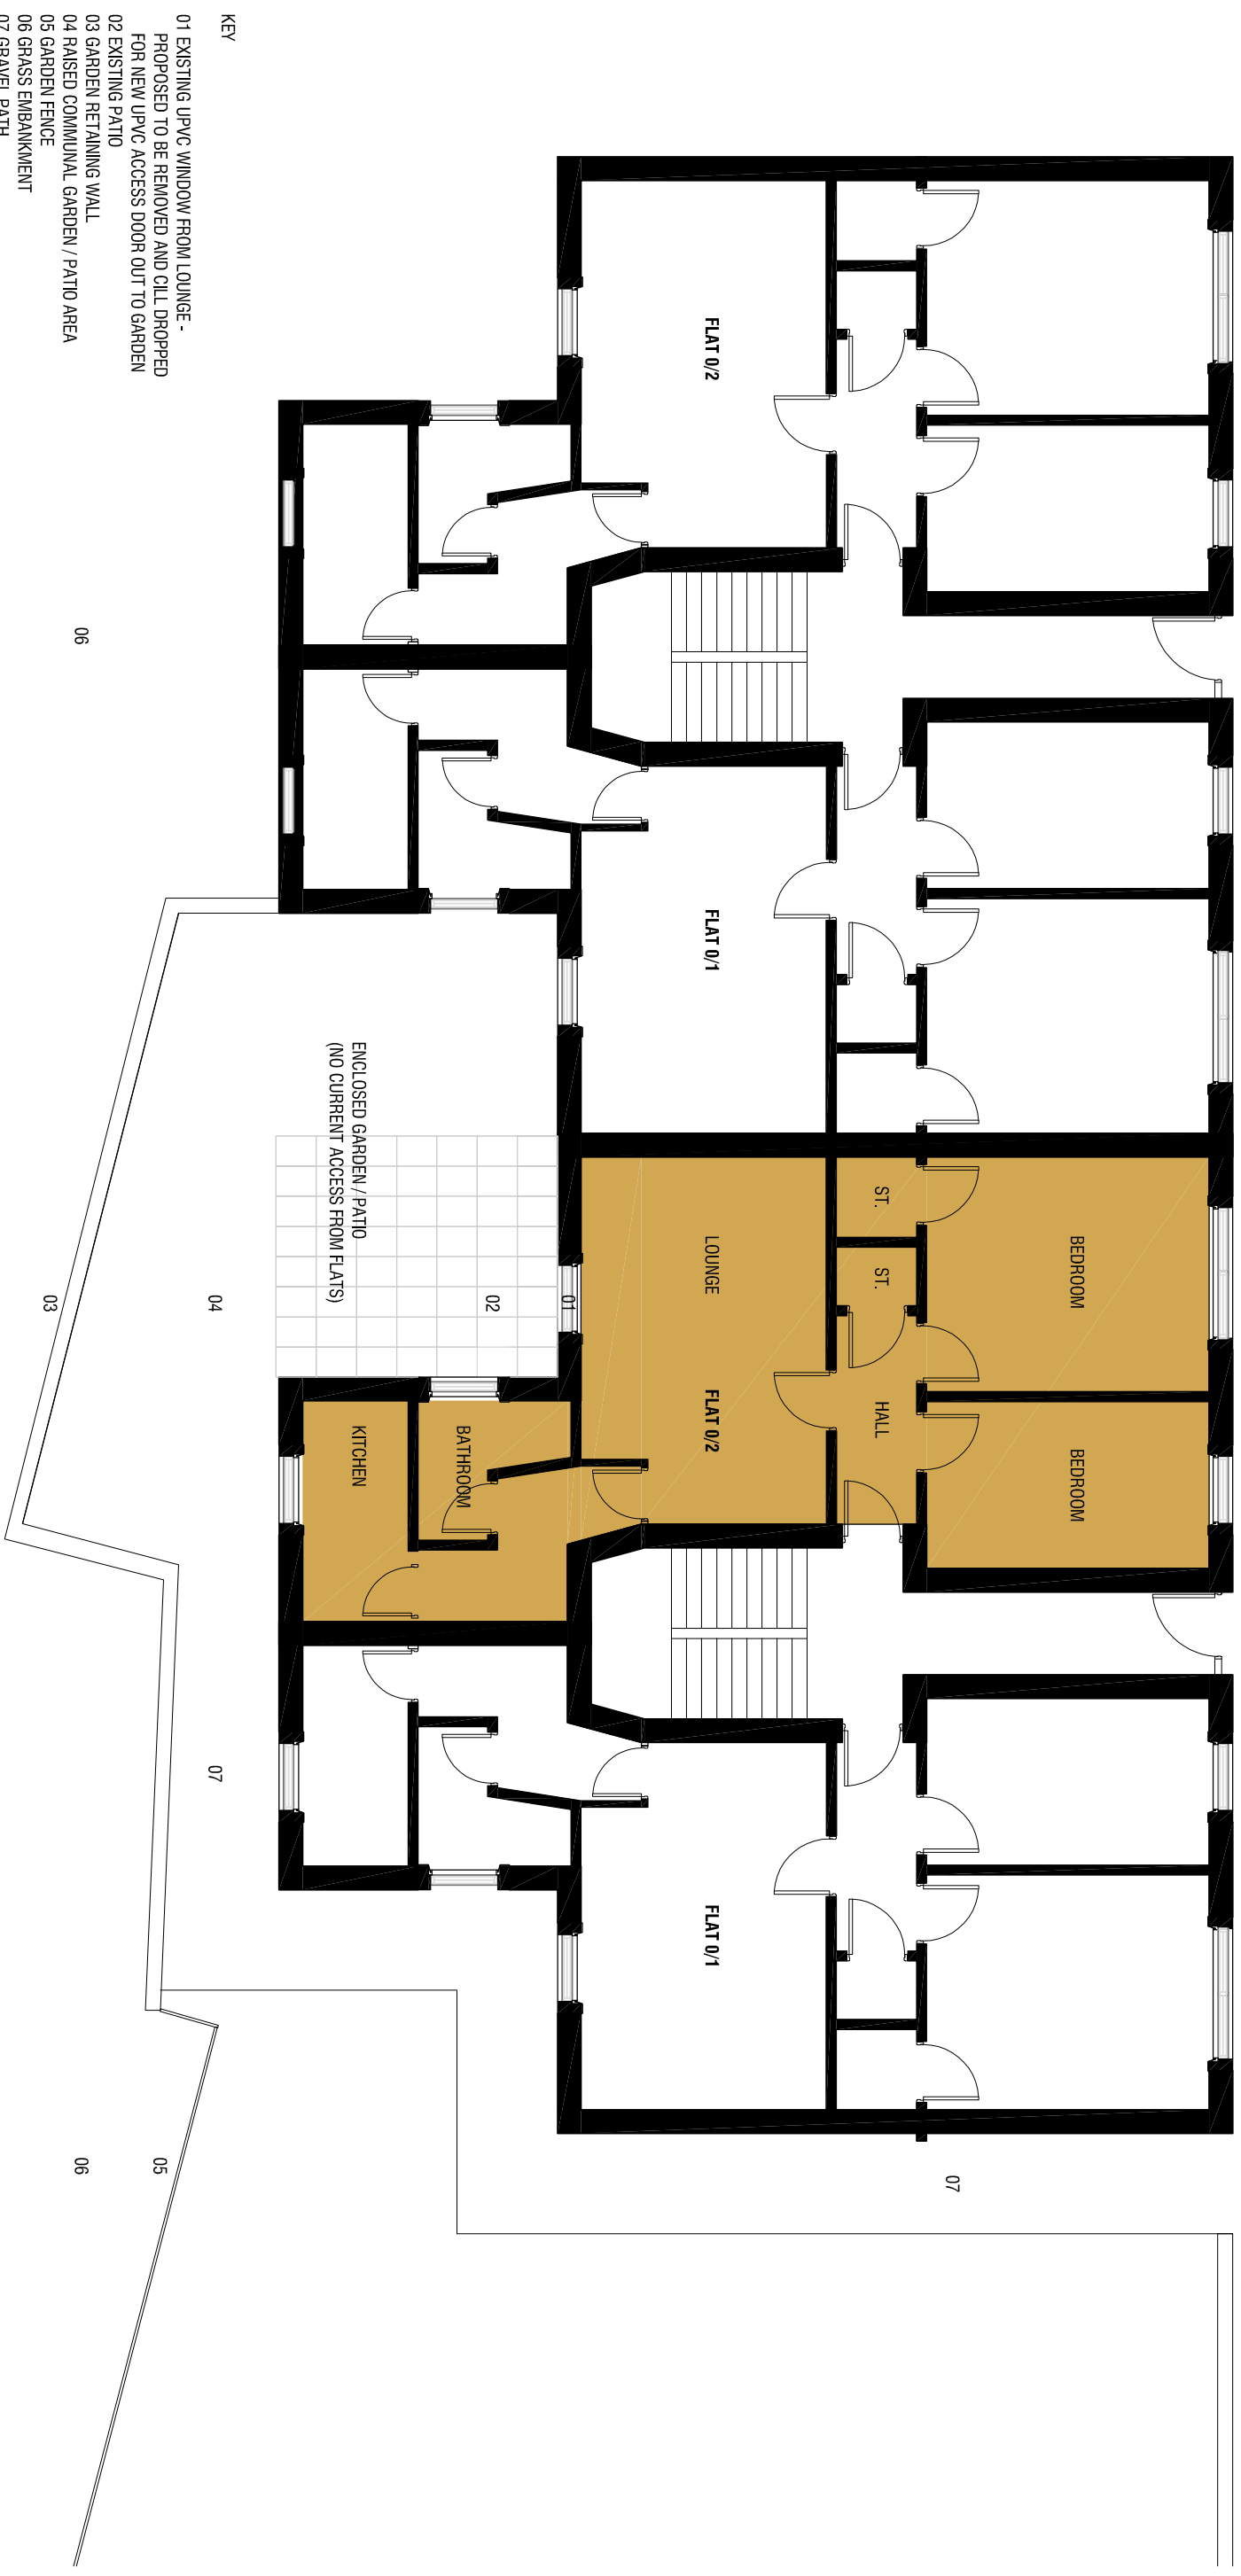 KEY
01 EXISTING UPVC WINDOW FROM LOUNGE -
PROPOSED TO BE REMOVED AND CILL DROPPED
FOR NEW UPVC ACCESS DOOR OUT TO GARDEN
02 EXISTING PATIO
03 GARDEN RETAINING WALL
04 RAISED COMMUNAL GARDEN / PATIO AREA
05 GARDEN FENCE
06 GRASS EMBANKMENT
07 GRAVEL PATH
BEDROOM
BEDROOM
07
ST.
ST.
HALL
FLAT 0/2
FLAT 0/1
LOUNGE
FLAT 0/2
FLAT 0/1
01
02
BATHROOM
KITCHEN
ENCLOSED GARDEN / PATIO
(NO CURRENT ACCESS FROM FLATS)
04
07
05
06
06
03